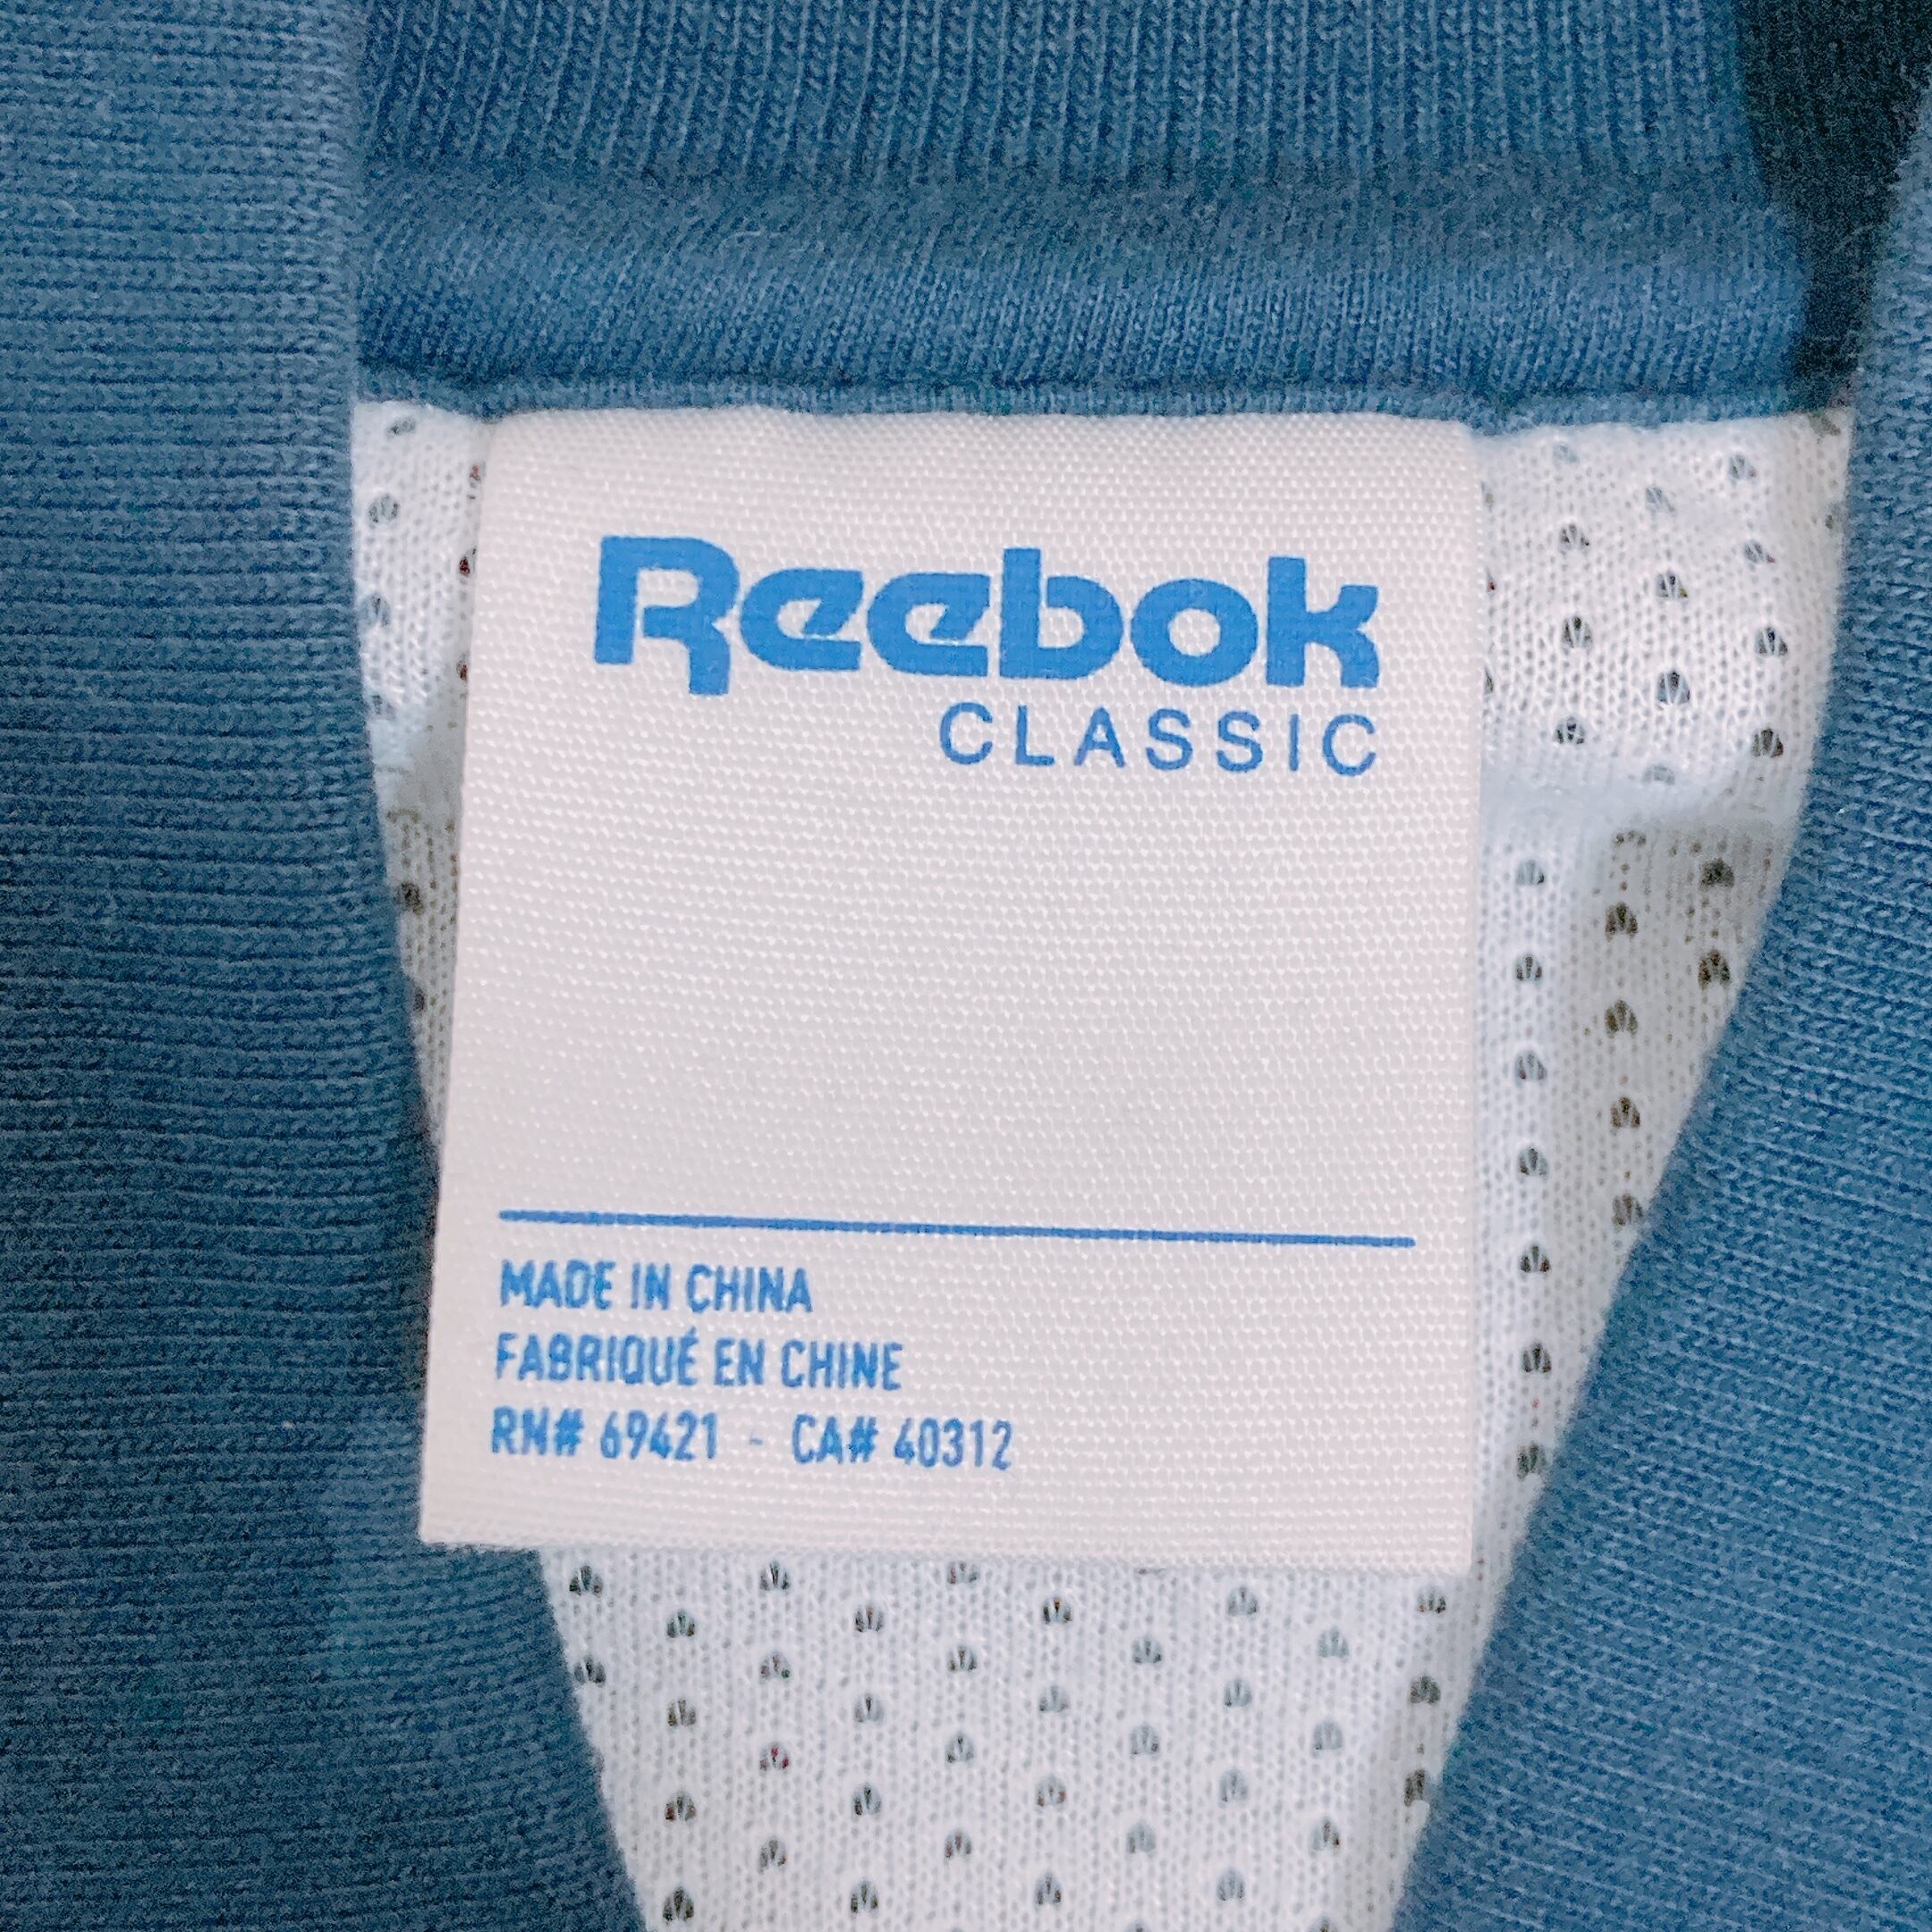 Reebok
CLASSIC
MADE IN CHINA
FABRIQUÉ EN CHINE
RN# 69421 - CA# 40312